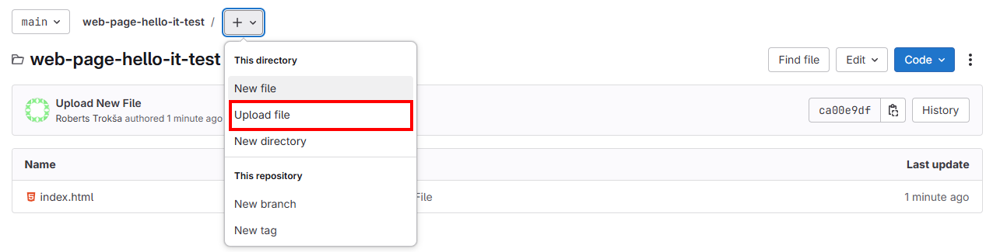 main
web-page-hello-it-test /
This directory
web-page-hello-it-test
Find file
Edit
Code
New file
Upload New File
Roberts Trokša authored 1 minute ago
Upload file
ca00e9df
History
New directory
Name
Last update
This repository
index.html
File
1 minute ago
New branch
New tag